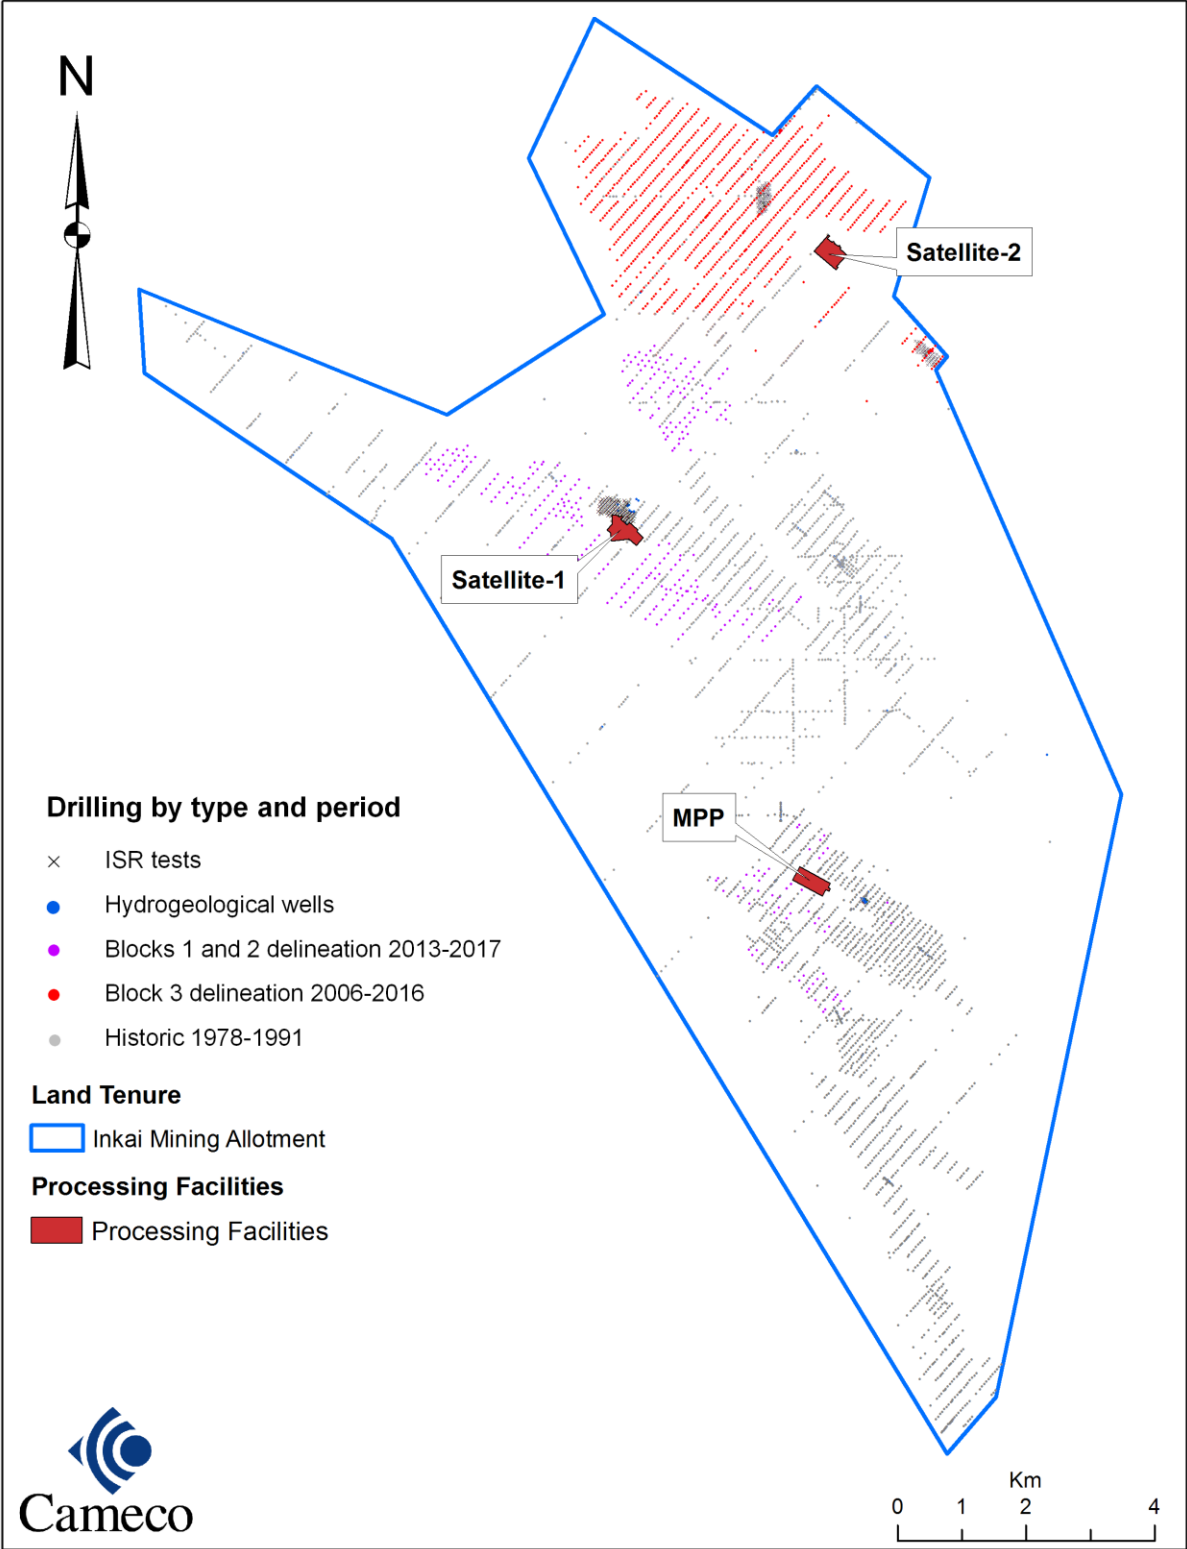 N
Satellite-2
Satellite-1
MPP
Drilling by type and period
ISR tests
Hydrogeological wells
Blocks 1 and 2 delineation 2013-2017
Block 3 delineation 2006-2016
Historic 1978-1991
Land Tenure
Inkai Mining Allotment
Processing Facilities
Processing Facilities
Cameco
Km
0 1 2 4